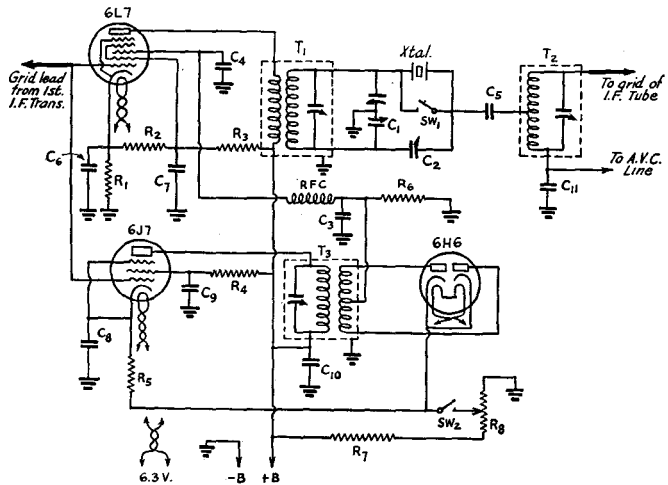 6L7
T1
Xtal.
T2
C4
Grid lead
from 1st.
I.F. Trans.
To grid of
I.F. Tube
C5
SW1
C1
R2
R3
C6
C2
To A.V.C.
Line
R1
C7
C11
RFC
R6
C3
6J7
T3
6H6
R4
C9
C8
C10
R5
SW2
R8
R7
6.3 V.
-B
+B